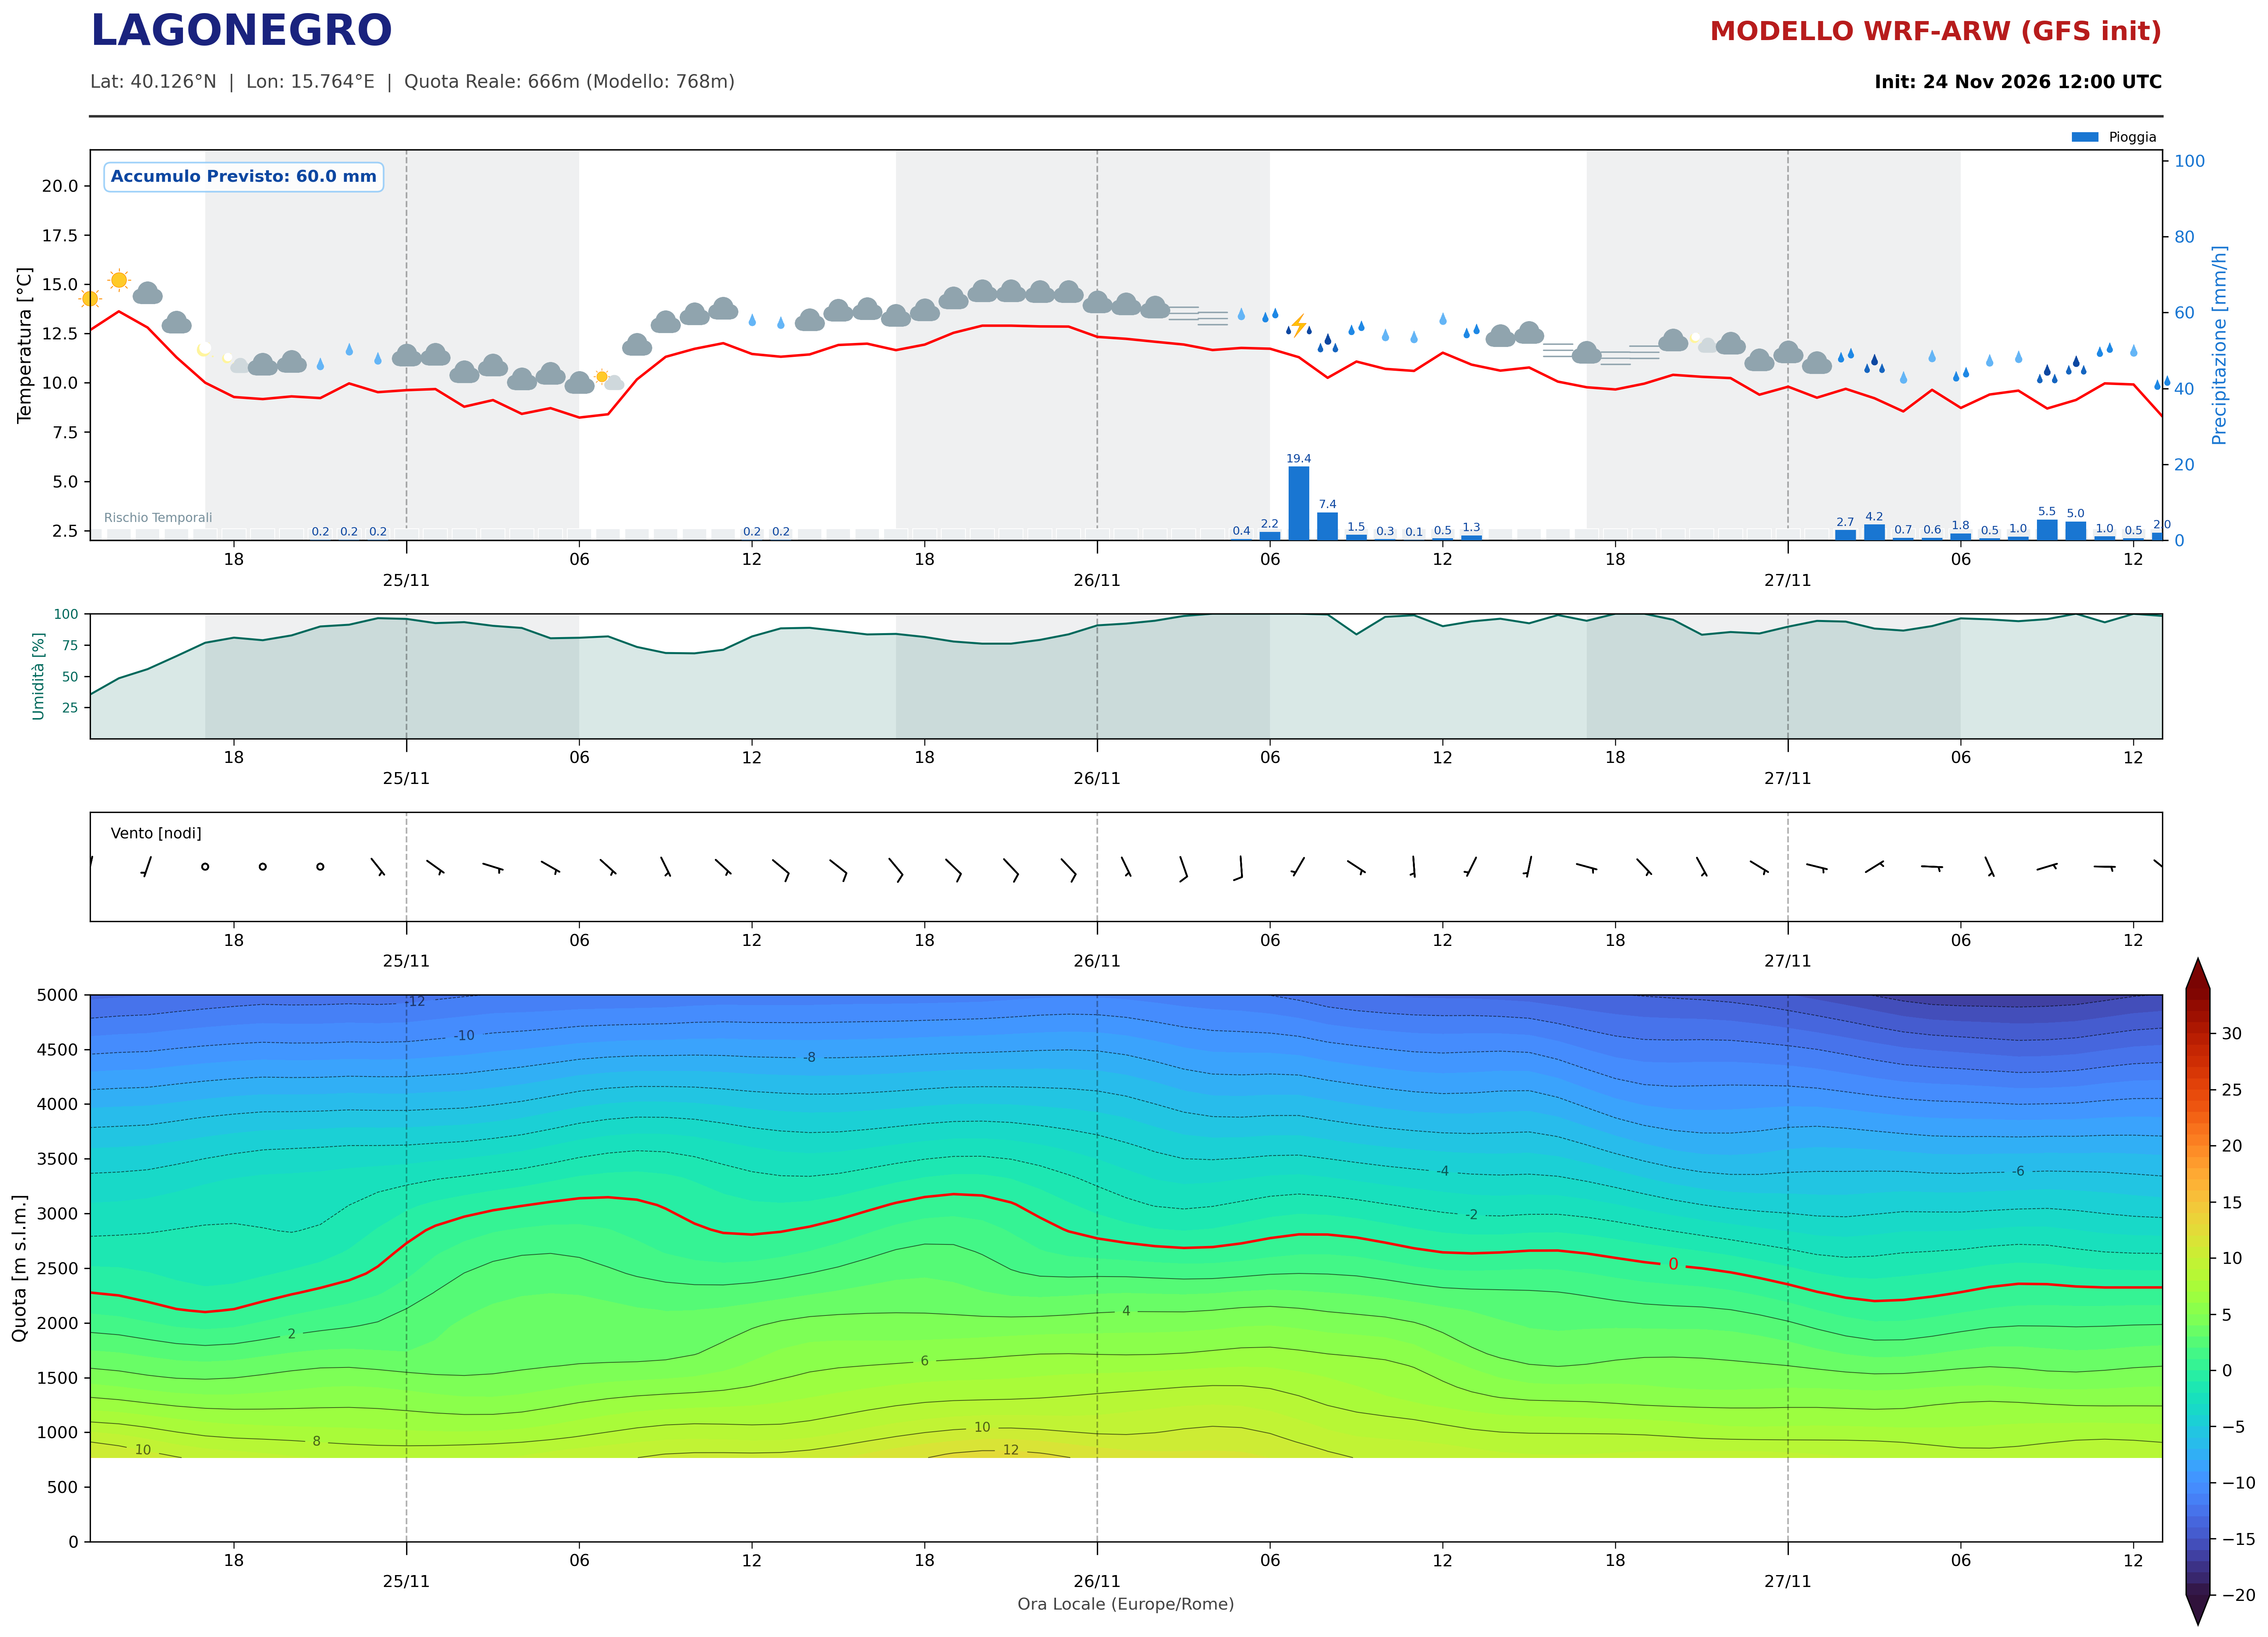 LAGONEGRO
MODELLO WRF-ARW (GFS init)
Lat: 40.126°N | Lon: 15.764°E | Quota Reale: 666m (Modello: 768m)
Init: 24 Nov 2026 12:00 UTC
Pioggia
Accumulo Previsto: 60.0 mm
Temperatura [°C]
20.0
17.5
15.0
12.5
10.0
7.5
5.0
2.5
Precipitazione [mm/h]
100
80
60
40
20
0
Rischio Temporali
0.2 0.2 0.2 0.2 0.2 0.4 2.2 19.4 7.4 1.5 0.3 0.1 0.5 1.3 2.7 4.2 0.7 0.6 1.8 0.5 1.0 5.5 5.0 1.0 0.5 2.0
18 06 12 18 06 12 18 06 12
25/11 26/11 27/11
Umidità [%]
100
75
50
25
18 06 12 18 06 12 18 06 12
25/11 26/11 27/11
Vento [nodi]
18 06 12 18 06 12 18 06 12
25/11 26/11 27/11
Quota [m s.l.m.]
5000
4500
4000
3500
3000
2500
2000
1500
1000
500
0
-12
-10
-8
-4
-6
-2
0
4
2
6
10
8
10
12
30
25
20
15
10
5
0
−5
−10
−15
−20
18 06 12 18 06 12 18 06 12
25/11 26/11 27/11
Ora Locale (Europe/Rome)